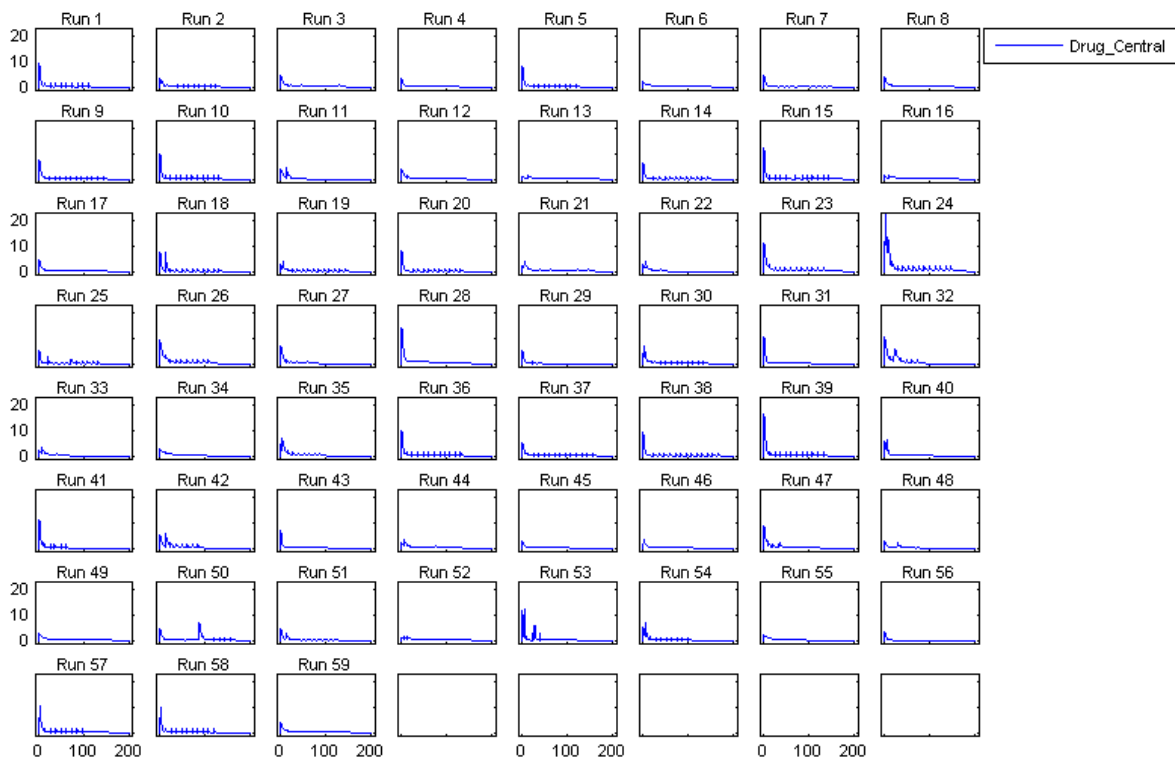 Run 1 Run 2 Run 3 Run 4 Run 5 Run 6 Run 7 Run 8
20
10
0
Drug_Central
Run 9 Run 10 Run 11 Run 12 Run 13 Run 14 Run 15 Run 16
Run 17 Run 18 Run 19 Run 20 Run 21 Run 22 Run 23 Run 24
20
10
0
Run 25 Run 26 Run 27 Run 28 Run 29 Run 30 Run 31 Run 32
Run 33 Run 34 Run 35 Run 36 Run 37 Run 38 Run 39 Run 40
20
10
0
Run 41 Run 42 Run 43 Run 44 Run 45 Run 46 Run 47 Run 48
Run 49 Run 50 Run 51 Run 52 Run 53 Run 54 Run 55 Run 56
20
10
0
Run 57 Run 58 Run 59
0 100 200 0 100 200 0 100 200 0 100 200